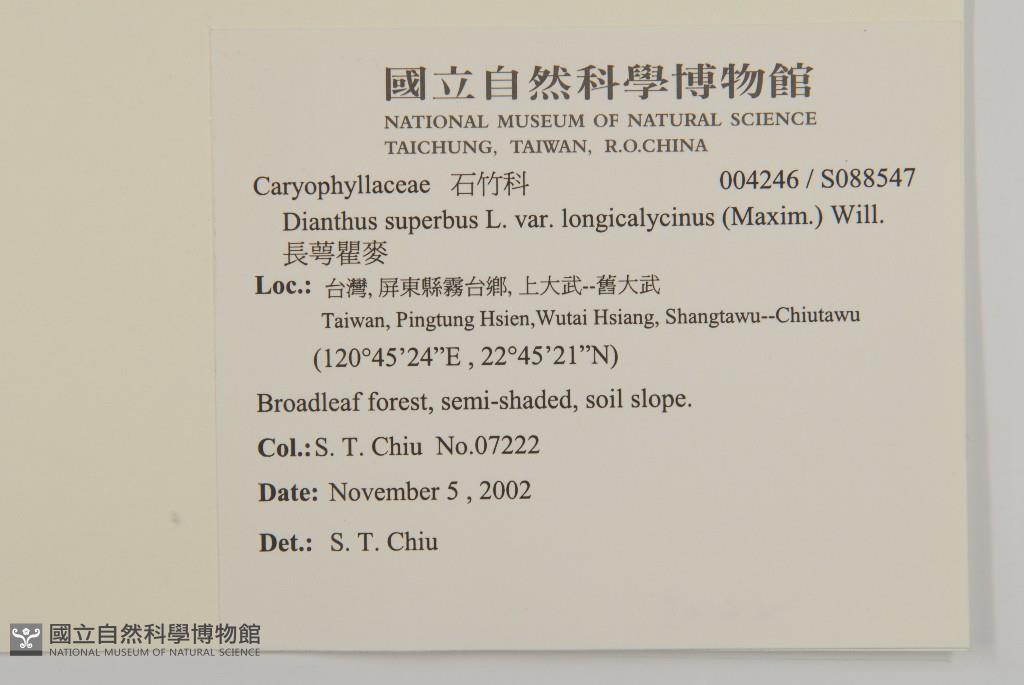 國立自然科學博物館
NATIONAL MUSEUM OF NATURAL SCIENCE
TAICHUNG, TAIWAN, R.O.CHINA
Caryophyllaceae 石竹科 004246 / S088547
Dianthus superbus L. var. longicalycinus (Maxim.) Will.
長萼瞿麥
Loc.: 台灣, 屏東縣霧台鄉, 上大武--舊大武
Taiwan, Pingtung Hsien,Wutai Hsiang, Shangtawu--Chiutawu
(120°45’24”E , 22°45’21”N)
Broadleaf forest, semi-shaded, soil slope.
Col.: S. T. Chiu No.07222
Date: November 5 , 2002
Det.: S. T. Chiu
國立自然科學博物館
NATIONAL MUSEUM OF NATURAL SCIENCE